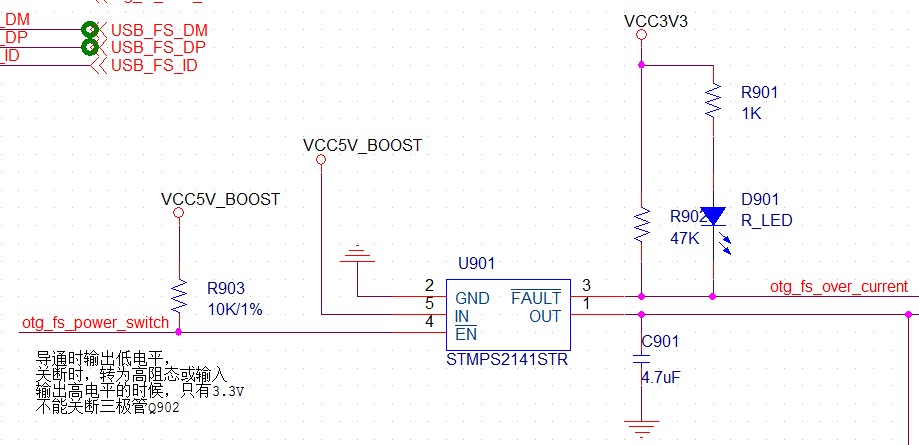 _DM
USB_FS_DM
_DP
USB_FS_DP
_ID
USB_FS_ID
VCC3V3
R901
1K
VCC5V_BOOST
VCC5V_BOOST
R902
47K
D901
R_LED
U901
R903
10K/1%
2
5
4
GND
IN
EN
FAULT
OUT
3
1
otg_fs_over_current
otg_fs_power_switch
STMPS2141STR
C901
4.7uF
导通时输出低电平，
关断时，转为高阻态或输入
输出高电平的时候，只有3.3V
不能关断三极管Q902